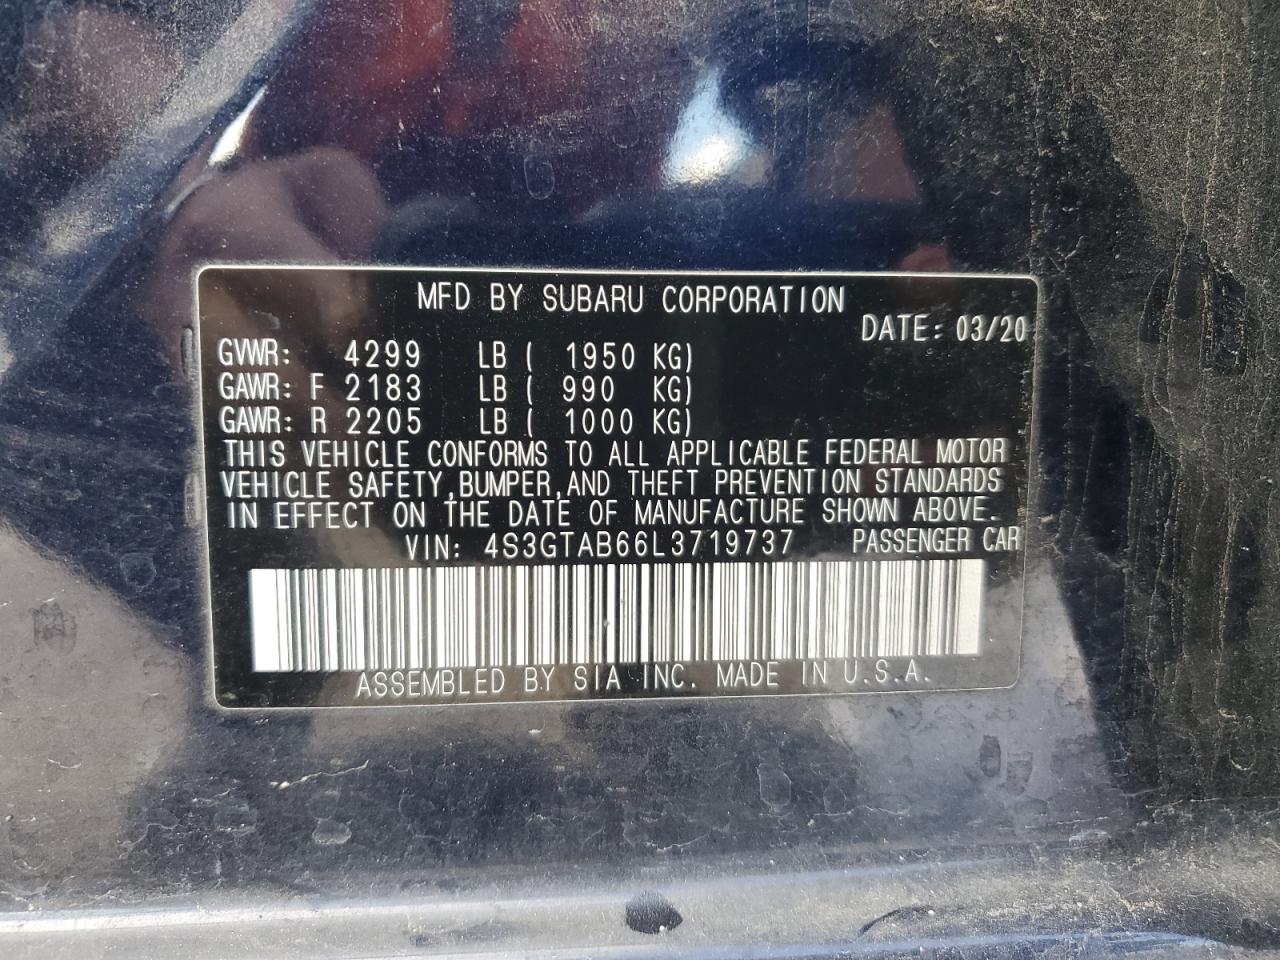 MFD BY SUBARU CORPORATION
DATE: 03/20
GVWR: 4299 LB ( 1950 KG)
GAWR: F 2183 LB ( 990 KG)
GAWR: R 2205 LB ( 1000 KG)
THIS VEHICLE CONFORMS TO ALL APPLICABLE FEDERAL MOTOR
VEHICLE SAFETY,BUMPER,AND THEFT PREVENTION STANDARDS
IN EFFECT ON THE DATE OF MANUFACTURE SHOWN ABOVE.
VIN: 4S3GTAB66L3719737 PASSENGER CAR
ASSEMBLED BY SIA INC. MADE IN U.S.A.